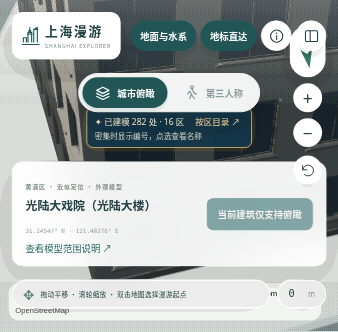 上海漫游
SHANGHAI EXPLORER
地面与水系
地标直达
城市俯瞰
第三人称
✦ 已建模 282 处 · 16 区 按区目录 ↗
密集时显示编号，点选查看名称
黄浦区 · 近似定位 · 外观模型
光陆大戏院（光陆大楼）
31.24547° N · 121.48276° E
查看模型范围说明 ↗
当前建筑仅支持俯瞰
拖动平移 · 滚轮缩放 · 双击地图选择漫游起点
m
0 m
OpenStreetMap